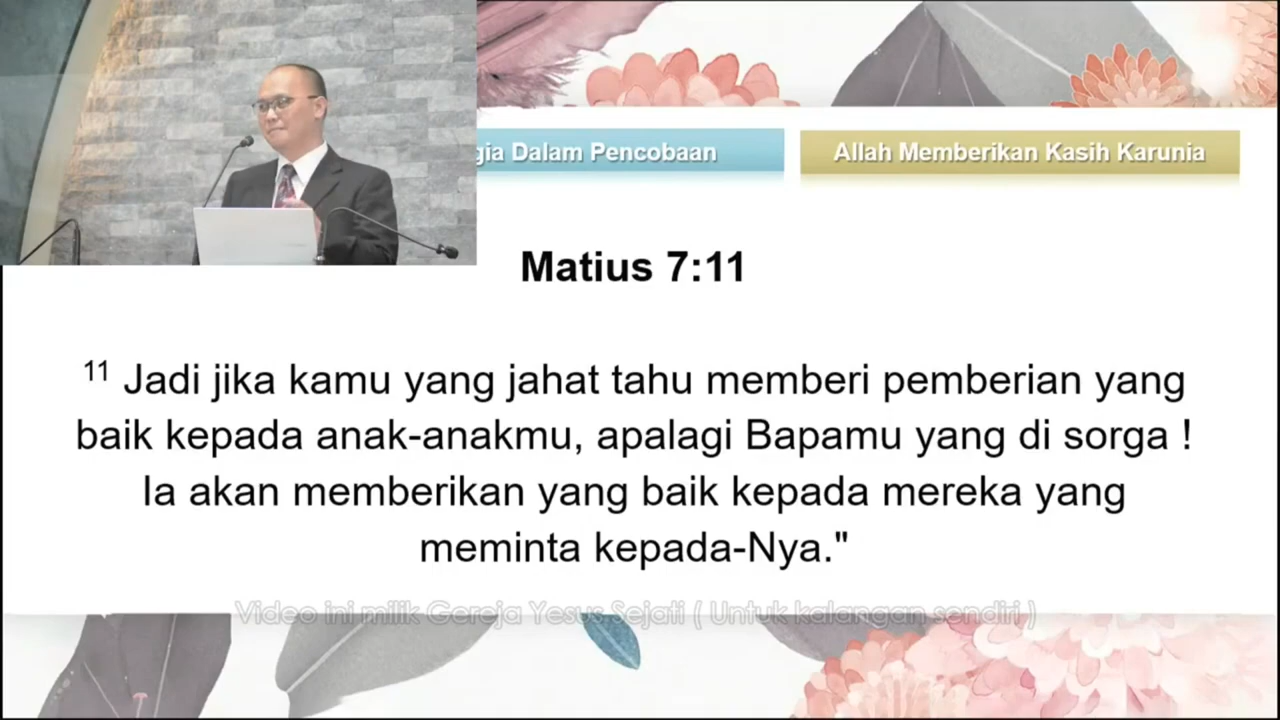 Dalam Pencobaan
Allah Memberikan Kasih Karunia
Matius 7:11
11 Jadi jika kamu yang jahat tahu memberi pemberian yang
baik kepada anak-anakmu, apalagi Bapamu yang di sorga !
Ia akan memberikan yang baik kepada mereka yang
meminta kepada-Nya."
Video ini milik Gereja Yesus Sejati ( Untuk kalangan sendiri )